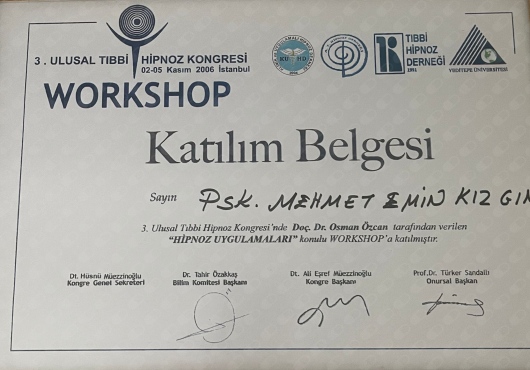 3. ULUSAL TIBBİ HİPNOZ KONGRESİ
02-05 Kasım 2006 İstanbul
WORKSHOP
TIBBİ
HİPNOZ
DERNEĞİ
YEDİTEPE ÜNİVERSİTESİ
Katılım Belgesi
Sayın Psk. MEHMET EMİN KIZ GIN
3. Ulusal Tıbbi Hipnoz Kongresi'nde Doç. Dr. Osman Özcan tarafından verilen
"HİPNOZ UYGULAMALARI" konulu WORKSHOP'a katılmıştır.
Dt. Hüsnü Müezzinoğlu
Kongre Genel Sekreteri
Dr. Tahir Özakkaş
Bilim Komitesi Başkanı
Dt. Ali Eşref Müezzinoğlu
Kongre Başkanı
Prof.Dr. Türker Sandallı
Onursal Başkan